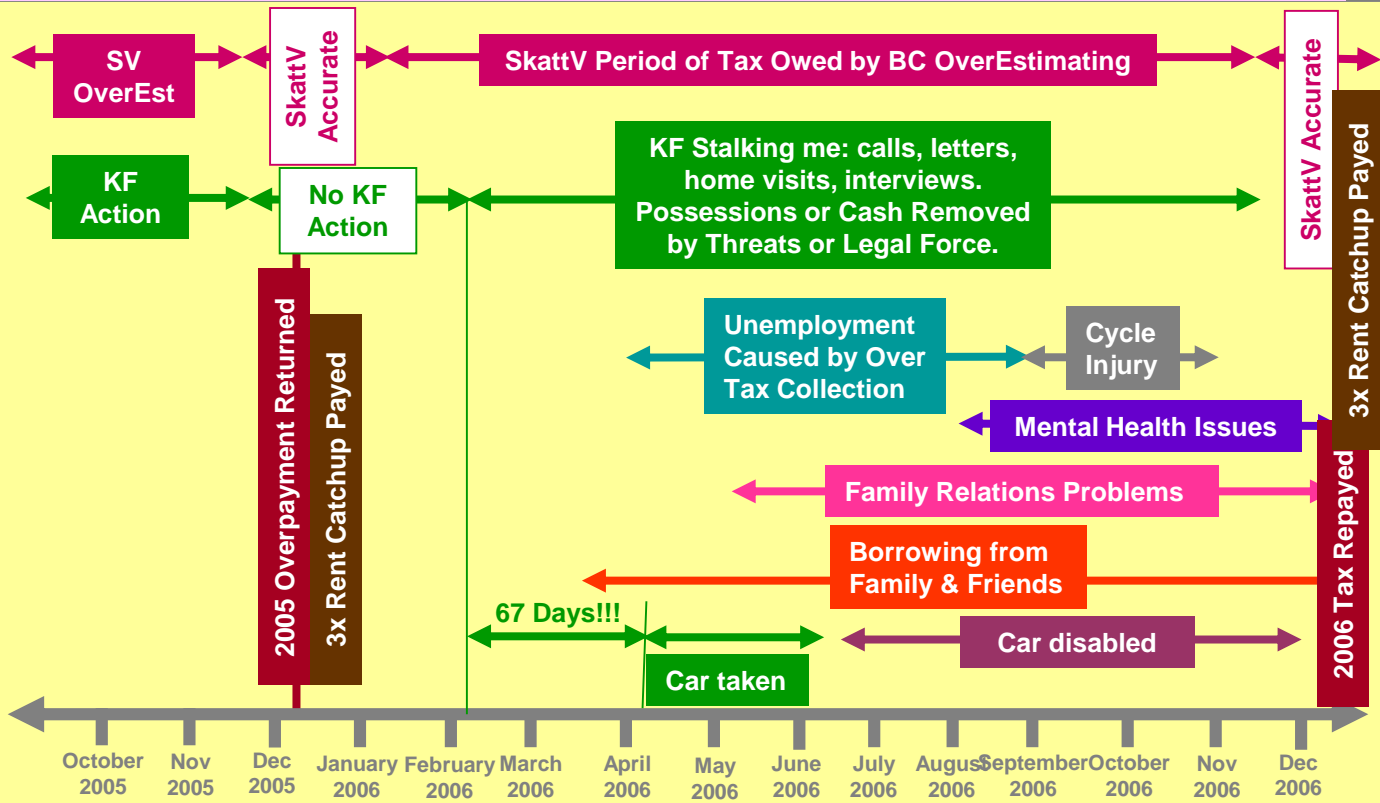 SV
OverEst
SkattV
Accurate
SkattV Period of Tax Owed by BC OverEstimating
SkattV Accurate
KF
Action
No KF
Action
KF Stalking me: calls, letters,
home visits, interviews.
Possessions or Cash Removed
by Threats or Legal Force.
3x Rent Catchup Payed
2005 Overpayment Returned
3x Rent Catchup Payed
Unemployment
Caused by Over
Tax Collection
Cycle
Injury
Mental Health Issues
Family Relations Problems
Borrowing from
Family & Friends
2006 Tax Repayed
67 Days!!!
Car taken
Car disabled
October
2005
Nov
2005
Dec
2005
January
2006
February
2006
March
2006
April
2006
May
2006
June
2006
July
2006
August
2006
September
2006
October
2006
Nov
2006
Dec
2006